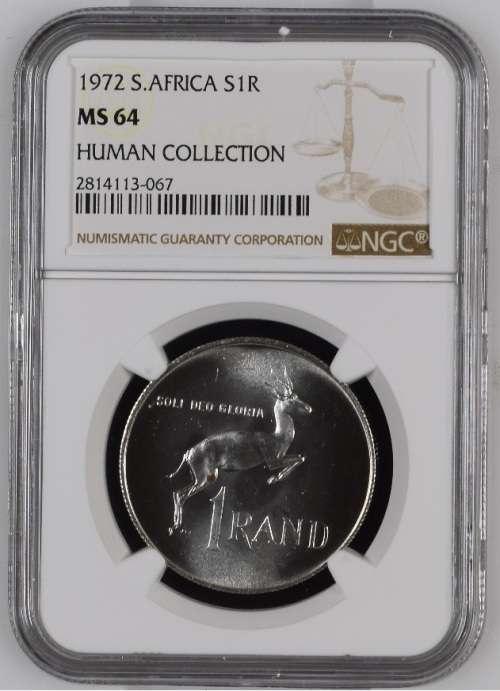 1972 S.AFRICA S1R
MS 64
HUMAN COLLECTION
2814113-067
NUMISMATIC GUARANTY CORPORATION
NGC®
SOLI DEO GLORIA
1 RAND